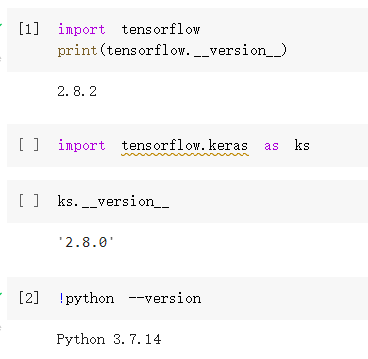 [1] import tensorflow
print(tensorflow.__version__)
2.8.2
[ ] import tensorflow.keras as ks
[ ] ks.__version__
'2.8.0'
[2] !python --version
Python 3.7.14